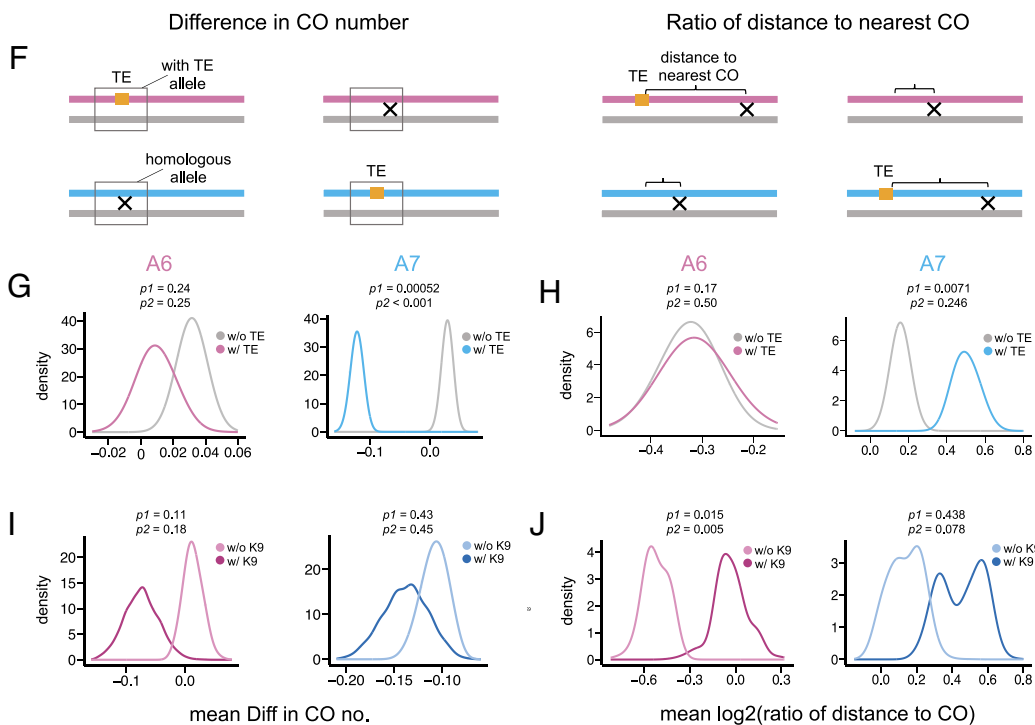 Difference in CO number
Ratio of distance to nearest CO
F
TE
with TE
allele
homologous
allele
TE
TE
distance to
nearest CO
TE
A6
A7
A6
A7
G
p1 = 0.24
p2 = 0.25
density
40
30
20
10
0
w/o TE
w/ TE
−0.02
0
0.02
0.04
0.06
p1 = 0.00052
p2 < 0.001
40
30
20
10
0
w/o TE
w/ TE
−0.1
0.0
H
p1 = 0.17
p2 = 0.50
density
6
4
2
0
w/o TE
w/ TE
−0.4
−0.3
−0.2
p1 = 0.0071
p2 = 0.246
6
4
2
0
w/o TE
w/ TE
0.0
0.2
0.4
0.6
0.8
I
p1 = 0.11
p2 = 0.18
density
20
15
10
5
0
w/o K9
w/ K9
−0.1
0.0
p1 = 0.43
p2 = 0.45
20
10
0
w/o K9
w/ K9
−0.20
−0.15
−0.10
J
p1 = 0.015
p2 = 0.005
density
4
3
2
1
0
w/o K9
w/ K9
−0.6
−0.3
0.0
0.3
p1 = 0.438
p2 = 0.078
4
3
2
1
0
w/o K9
w/ K9
0.0
0.2
0.4
0.6
0.8
mean Diff in CO no.
mean log2(ratio of distance to CO)